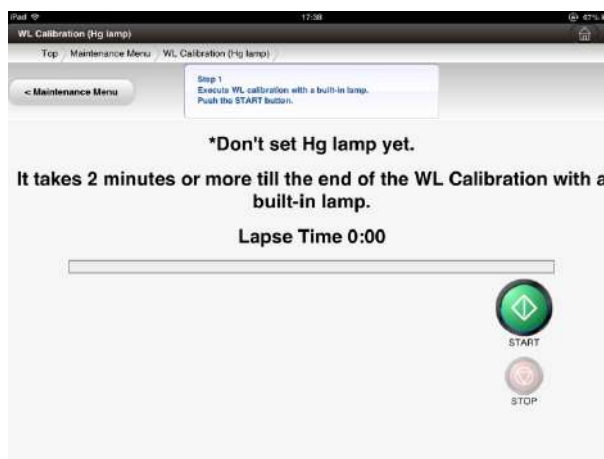 iPad 17:38 67%
WL Calibration (Hg lamp)
Top Maintenance Menu WL Calibration (Hg lamp)
< Maintenance Menu
Step 1
Execute WL calibration with a built-in lamp.
Push the START button.
*Don't set Hg lamp yet.
It takes 2 minutes or more till the end of the WL Calibration with a
built-in lamp.
Lapse Time 0:00
START
STOP